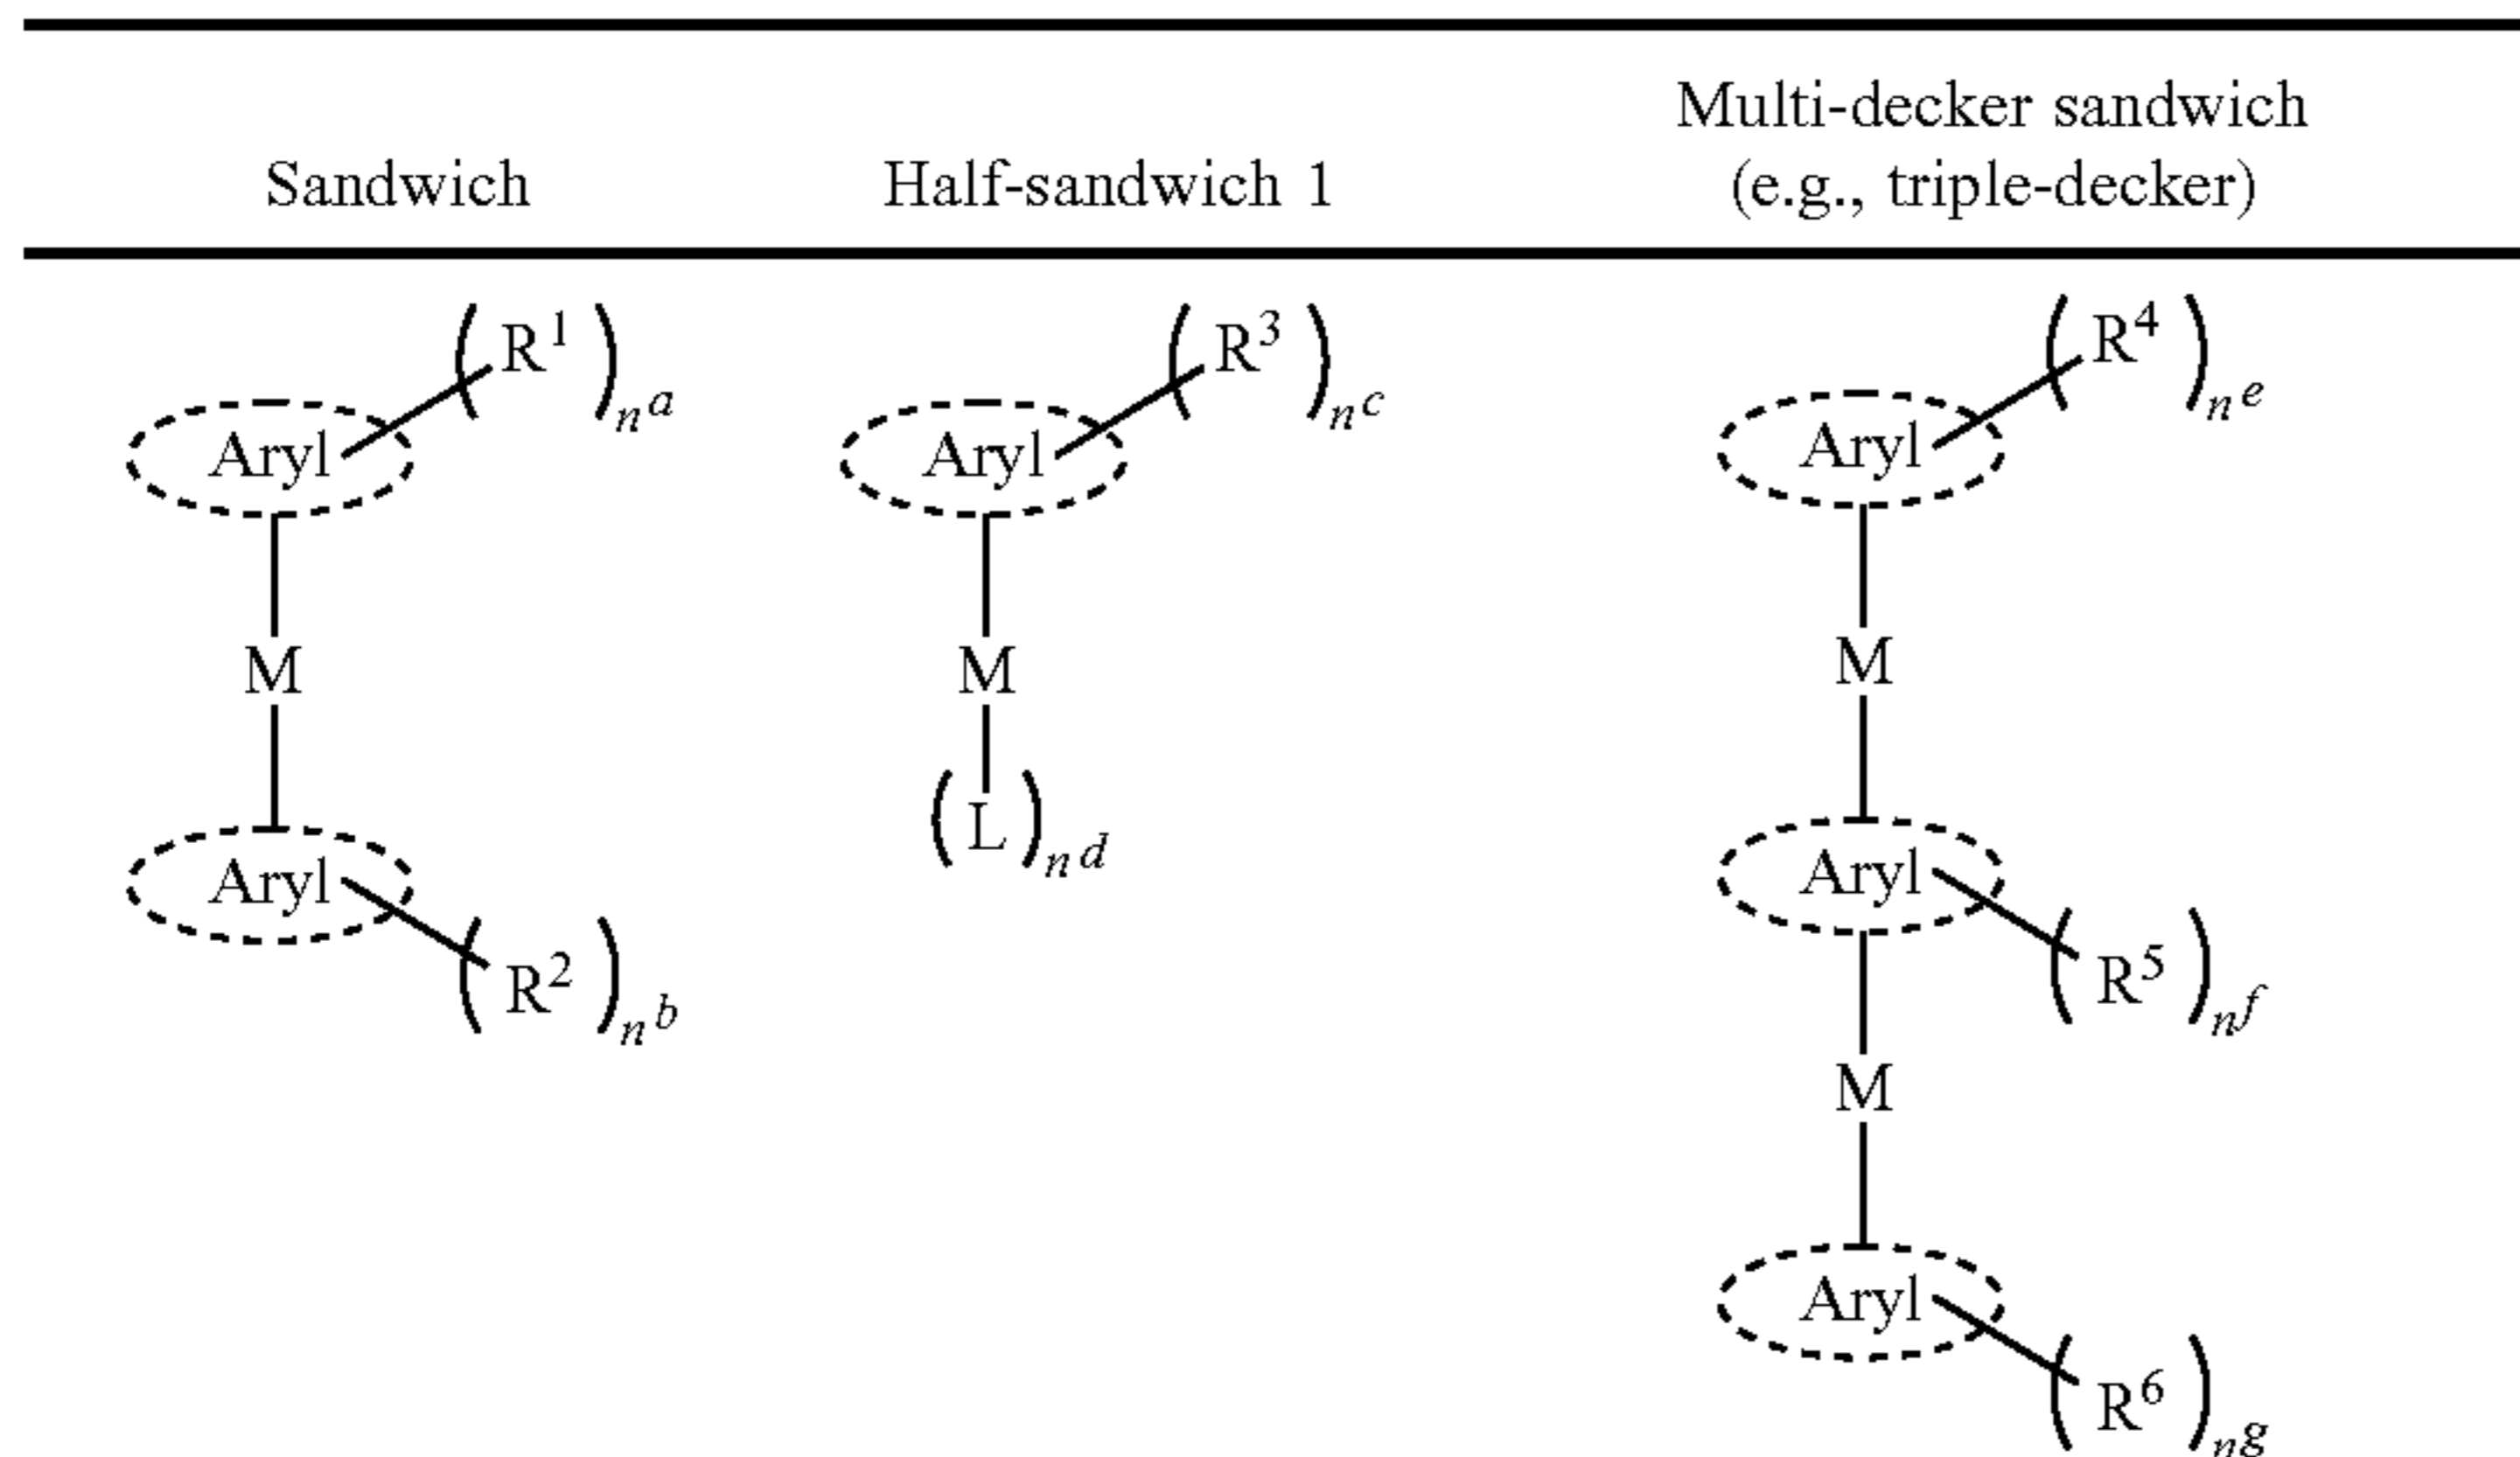 Multi-decker sandwich
Sandwich Half-sandwich 1 (e.g., triple-decker)
(R¹)nᵃ (R³)nᶜ (R⁴)nᵉ
Aryl Aryl Aryl
M M M
(L)nᵈ
Aryl Aryl
(R²)nᵇ (R⁵)nᶠ
M
Aryl
(R⁶)nᵍ